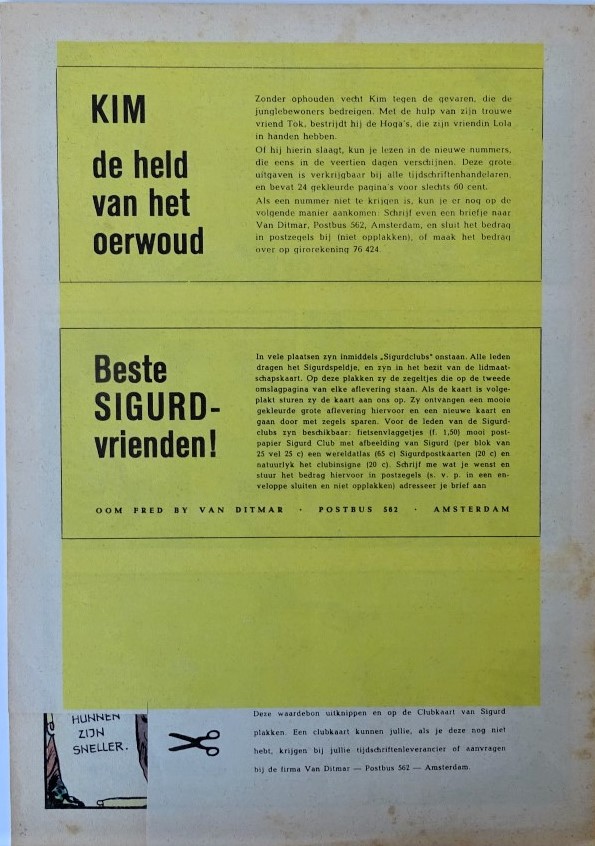 KIM
de held
van het
oerwoud
Zonder ophouden vecht Kim tegen de gevaren, die de
junglebewoners bedreigen. Met de hulp van zijn trouwe
vriend Tok, bestrijdt hij de Hoga's, die zijn vriendin Lola
in handen hebben.
Of hij hierin slaagt, kun je lezen in de nieuwe nummers,
die eens in de veertien dagen verschijnen. Deze grote
uitgaven is verkrijgbaar bij alle tijdschriftenhandelaren,
en bevat 24 gekleurde pagina's voor slechts 60 cent.
Als een nummer niet te krijgen is, kun je er nog op de
volgende manier aankomen: Schrijf even een briefje naar
Van Ditmar, Postbus 562, Amsterdam, en sluit het bedrag
in postzegels bij (niet opplakken), of maak het bedrag
over op girorekening 76 424.
Beste
SIGURD-
vrienden!
In vele plaatsen zyn inmiddels „Sigurdclubs" onstaan. Alle leden
dragen het Sigurdspeldje, en zyn in het bezit van de lidmaat-
schapskaart. Op deze plakken zy de zegeltjes die op de tweede
omslagpagina van elke aflevering staan. Als de kaart is volge-
plakt sturen zy de kaart aan ons op. Zy ontvangen een mooie
gekleurde grote aflevering hiervoor en een nieuwe kaart en
gaan door met zegels sparen. Voor de leden van de Sigurd-
clubs zyn beschikbaar: fietsenvlaggetjes (f. 1,50) mooi post-
papier Sigurd Club met afbeelding van Sigurd (per blok van
25 vel 25 c) een wereldatlas (65 c) Sigurdpostkaarten (20 c) en
natuurlyk het clubinsigne (20 c). Schrijf me wat je wenst en
stuur het bedrag hiervoor in postzegels (s. v. p. in een en-
veloppe sluiten en niet opplakken) adresseer je brief aan
OOM FRED BY VAN DITMAR · POSTBUS 562 · AMSTERDAM
HUNNEN
ZIJN
SNELLER.
Deze waardebon uitknippen en op de Clubkaart van Sigurd
plakken. Een clubkaart kunnen jullie, als je deze nog niet
hebt, krijgen bij jullie tijdschriftenleverancier of aanvragen
bij de firma Van Ditmar — Postbus 562 — Amsterdam.